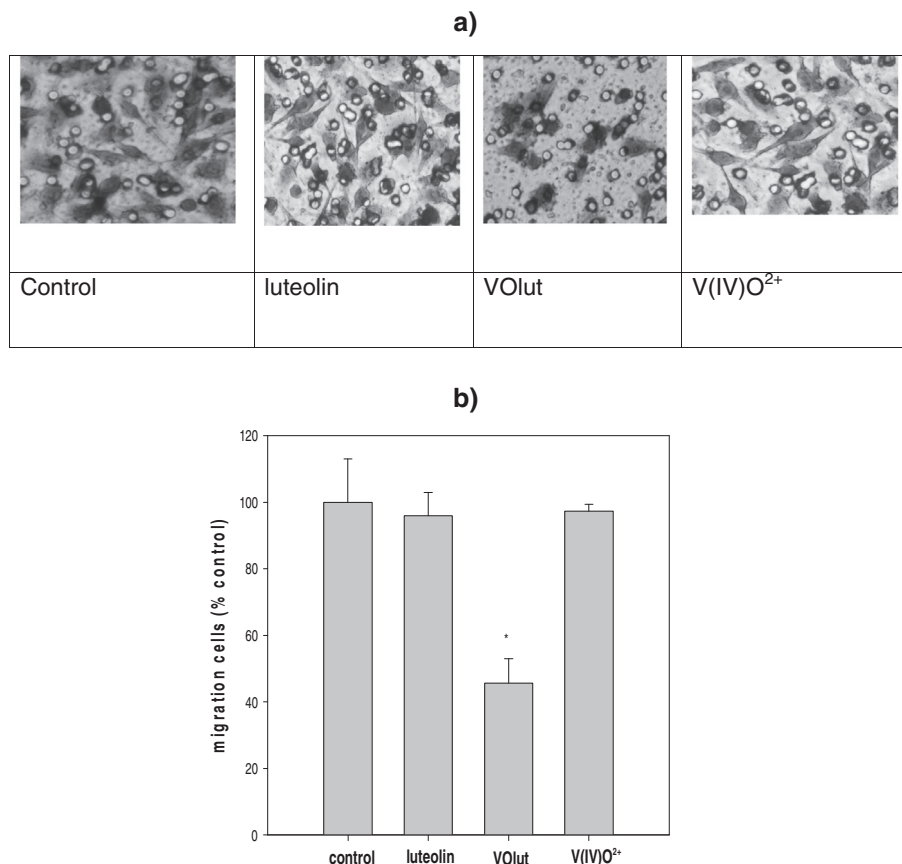 a)
Control luteolin VOlut V(IV)O²⁺
b)
120
100
80
60
40
20
0
migration cells (% control)
*
control luteolin VOlut V(IV)O²⁺